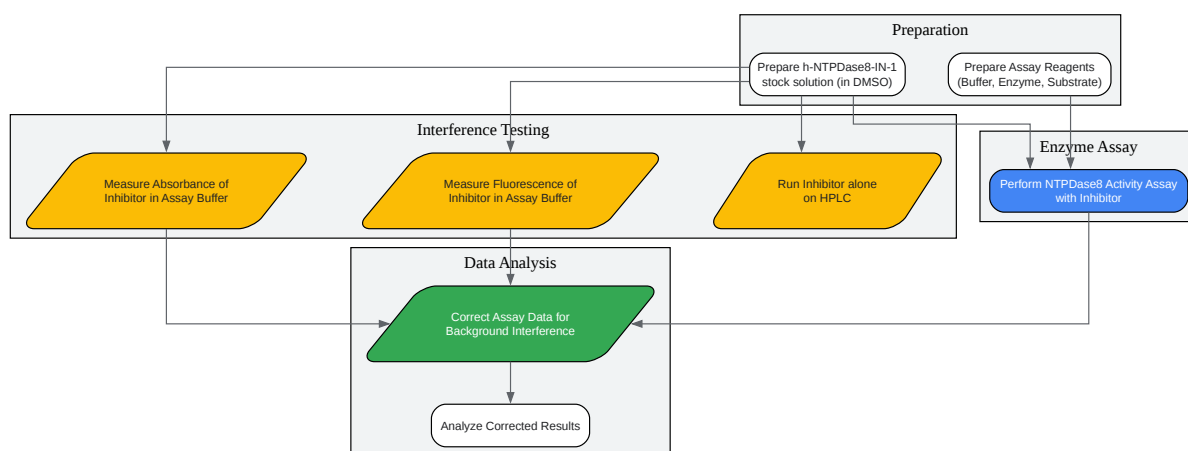 Preparation
Prepare h-NTPDase8-IN-1
stock solution (in DMSO)
Prepare Assay Reagents
(Buffer, Enzyme, Substrate)
Interference Testing
Measure Absorbance of
Inhibitor in Assay Buffer
Measure Fluorescence of
Inhibitor in Assay Buffer
Run Inhibitor alone
on HPLC
Enzyme Assay
Perform NTPDase8 Activity Assay
with Inhibitor
Data Analysis
Correct Assay Data for
Background Interference
Analyze Corrected Results